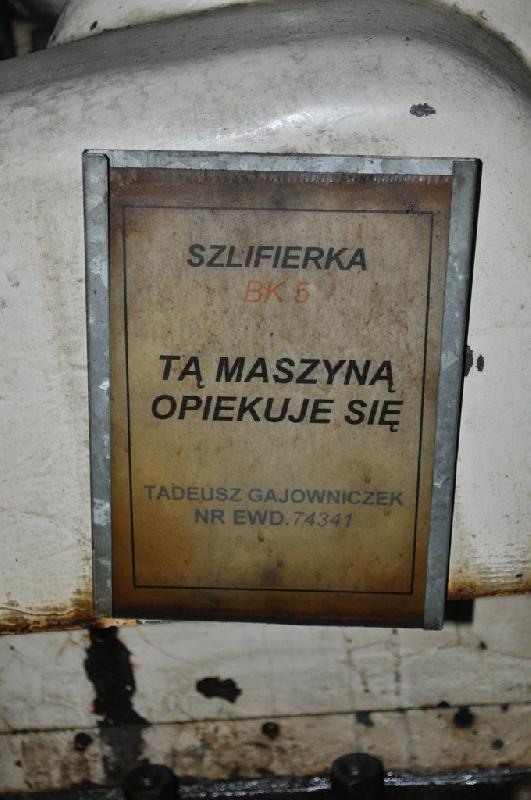 SZLIFIERKA
BK 5
TĄ MASZYNĄ
OPIEKUJE SIĘ
TADEUSZ GAJOWNICZEK
NR EWD.74341